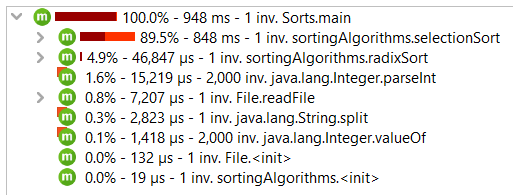 m 100.0% - 948 ms - 1 inv. Sorts.main
m 89.5% - 848 ms - 1 inv. sortingAlgorithms.selectionSort
m 4.9% - 46,847 µs - 1 inv. sortingAlgorithms.radixSort
m 1.6% - 15,219 µs - 2,000 inv. java.lang.Integer.parseInt
m 0.8% - 7,207 µs - 1 inv. File.readFile
m 0.3% - 2,823 µs - 1 inv. java.lang.String.split
m 0.1% - 1,418 µs - 2,000 inv. java.lang.Integer.valueOf
m 0.0% - 132 µs - 1 inv. File.<init>
m 0.0% - 19 µs - 1 inv. sortingAlgorithms.<init>